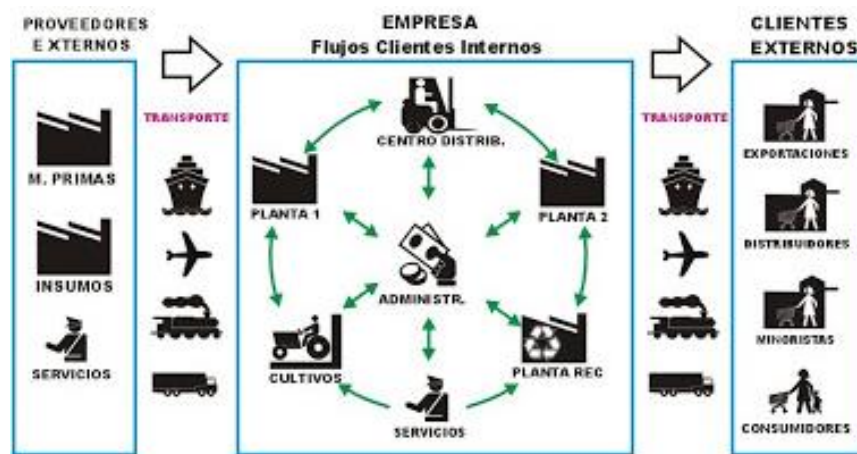 PROVEEDORES
E XTERNOS
M. PRIMAS
INSUMOS
SERVICIOS
TRANSPORTE
EMPRESA
Flujos Clientes Internos
CENTRO DISTRIB.
PLANTA 1
PLANTA 2
ADMINISTR.
CULTIVOS
PLANTA REC
SERVICIOS
TRANSPORTE
CLIENTES
EXTERNOS
EXPORTACIONES
DISTRIBUIDORES
MINORISTAS
CONSUMIDORES